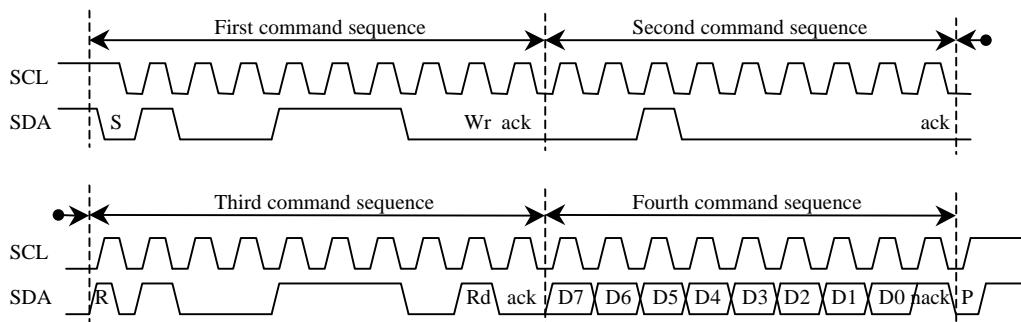 First command sequence Second command sequence
SCL
SDA S Wr ack ack
Third command sequence Fourth command sequence
SCL
SDA R Rd ack D7 D6 D5 D4 D3 D2 D1 D0 nack P